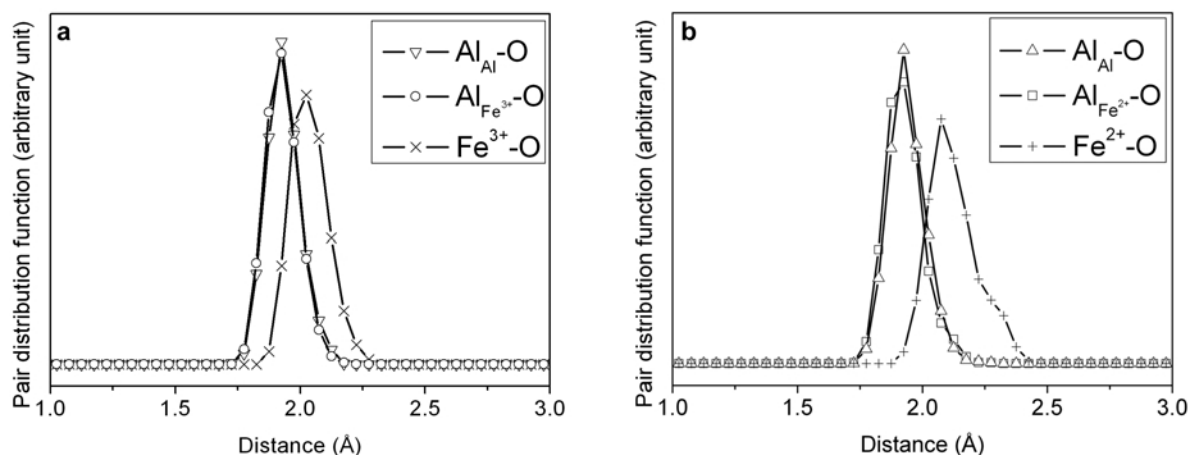 a
Al_Al-O
Al_Fe³⁺-O
Fe³⁺-O
Pair distribution function (arbitrary unit)
1.0 1.5 2.0 2.5 3.0
Distance (Å)
b
Al_Al-O
Al_Fe²⁺-O
Fe²⁺-O
Pair distribution function (arbitrary unit)
1.0 1.5 2.0 2.5 3.0
Distance (Å)